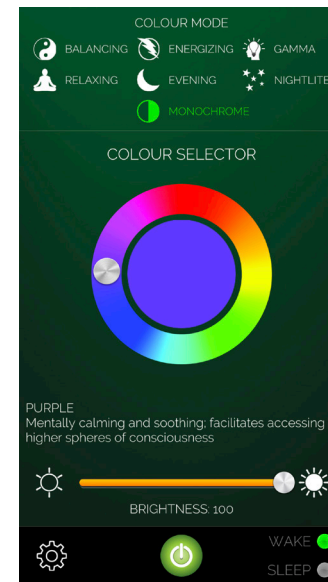 COLOUR MODE
BALANCING ENERGIZING GAMMA
RELAXING EVENING NIGHTLITE
MONOCHROME
COLOUR SELECTOR
PURPLE
Mentally calming and soothing; facilitates accessing
higher spheres of consciousness
BRIGHTNESS: 100
WAKE
SLEEP